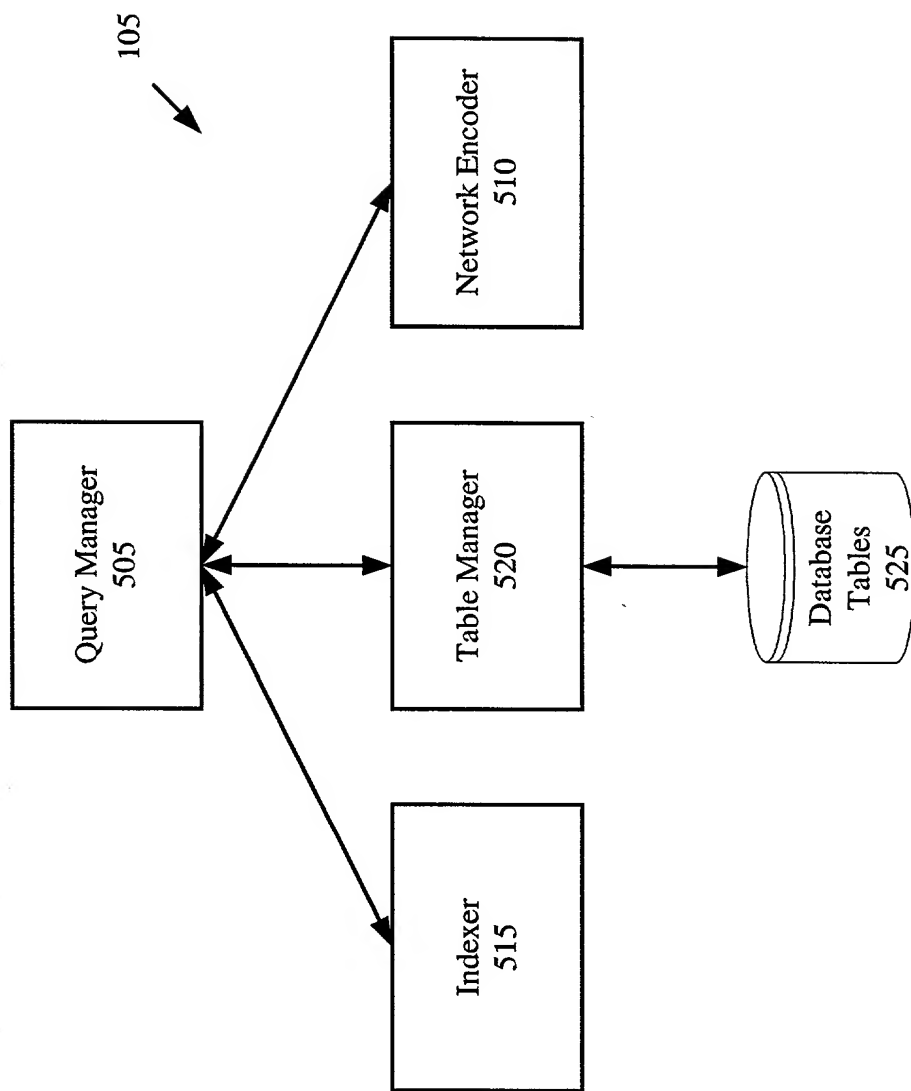 105
Query Manager
505
Indexer
515
Table Manager
520
Network Encoder
510
Database
Tables
525